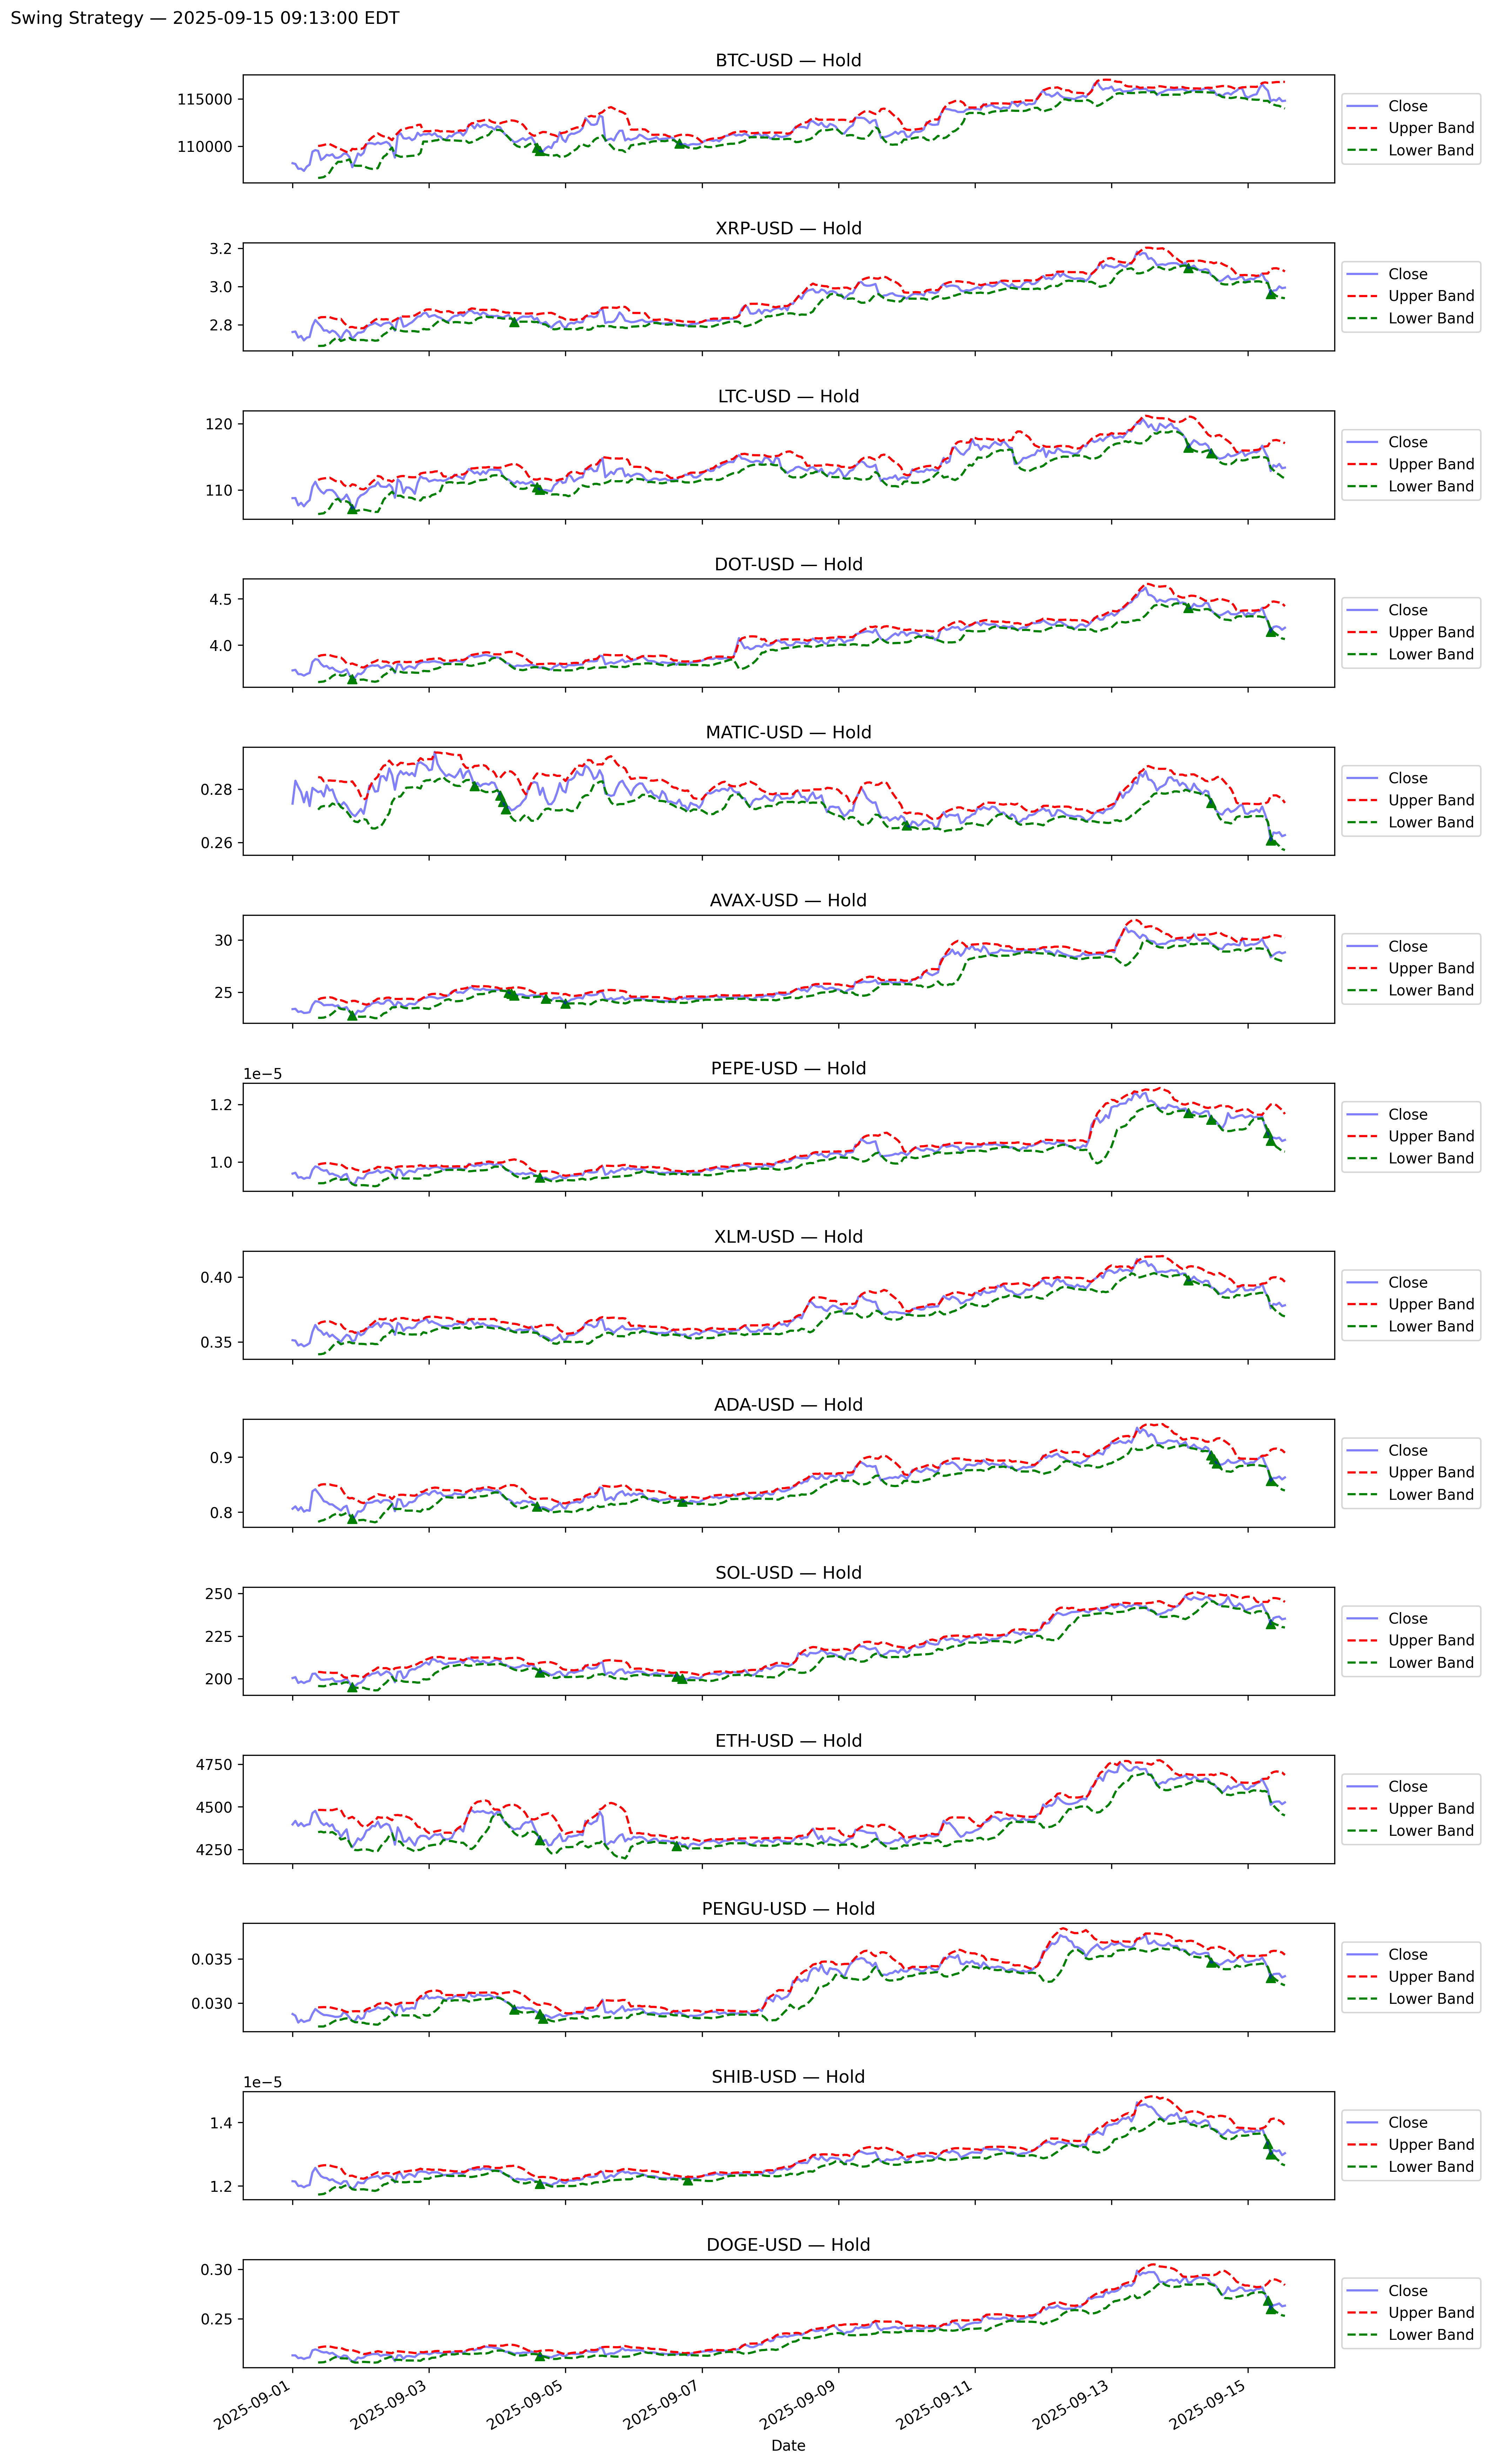 Swing Strategy — 2025-09-15 09:13:00 EDT
BTC-USD — Hold
115000
110000
Close
Upper Band
Lower Band
XRP-USD — Hold
3.2
3.0
2.8
Close
Upper Band
Lower Band
LTC-USD — Hold
120
110
Close
Upper Band
Lower Band
DOT-USD — Hold
4.5
4.0
Close
Upper Band
Lower Band
MATIC-USD — Hold
0.28
0.26
Close
Upper Band
Lower Band
AVAX-USD — Hold
30
25
Close
Upper Band
Lower Band
PEPE-USD — Hold
1e−5
1.2
1.0
Close
Upper Band
Lower Band
XLM-USD — Hold
0.40
0.35
Close
Upper Band
Lower Band
ADA-USD — Hold
0.9
0.8
Close
Upper Band
Lower Band
SOL-USD — Hold
250
225
200
Close
Upper Band
Lower Band
ETH-USD — Hold
4750
4500
4250
Close
Upper Band
Lower Band
PENGU-USD — Hold
0.035
0.030
Close
Upper Band
Lower Band
SHIB-USD — Hold
1e−5
1.4
1.2
Close
Upper Band
Lower Band
DOGE-USD — Hold
0.30
0.25
Close
Upper Band
Lower Band
2025-09-01
2025-09-03
2025-09-05
2025-09-07
2025-09-09
2025-09-11
2025-09-13
2025-09-15
Date